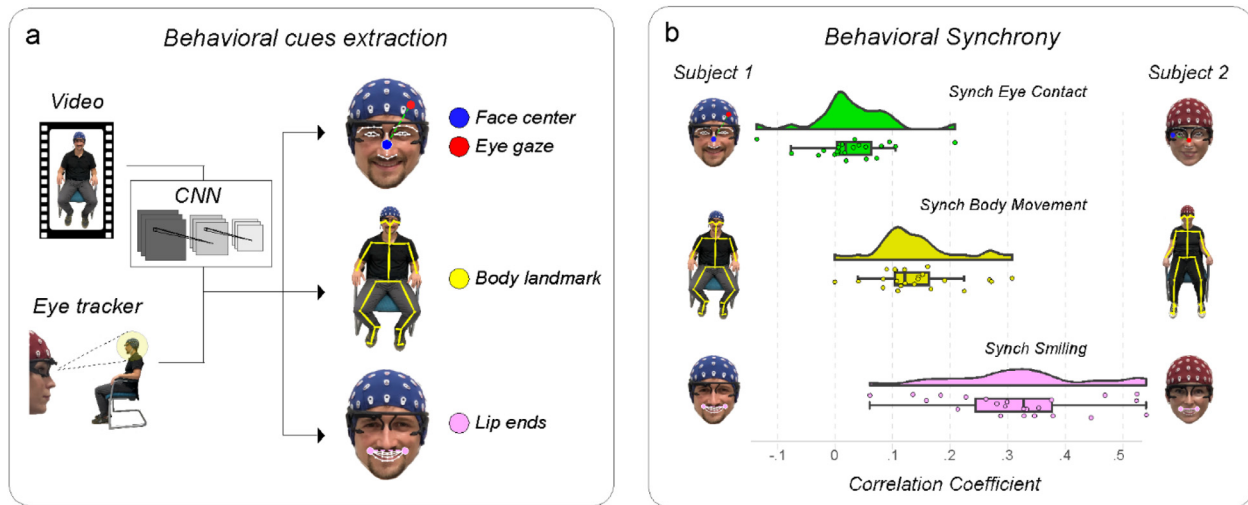 a
Behavioral cues extraction
Video
CNN
Eye tracker
Face center
Eye gaze
Body landmark
Lip ends
b
Behavioral Synchrony
Subject 1
Subject 2
Synch Eye Contact
Synch Body Movement
Synch Smiling
-.1 0 .1 .2 .3 .4 .5
Correlation Coefficient